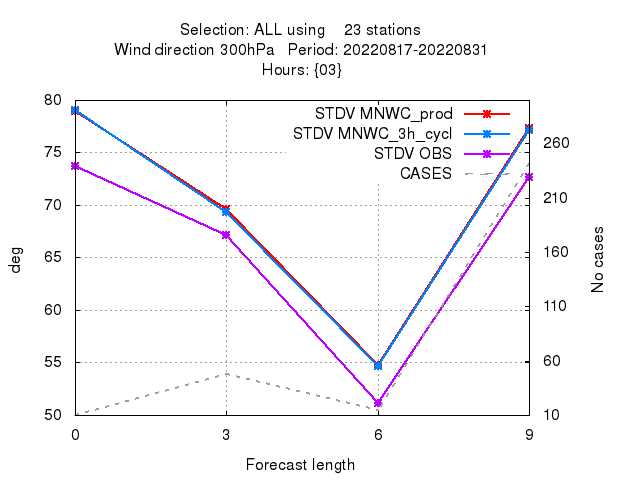 Selection: ALL using 23 stations
Wind direction 300hPa Period: 20220817-20220831
Hours: {03}
STDV MNWC_prod
STDV MNWC_3h_cycl
STDV OBS
CASES
80
75
70
65
60
55
50
260
210
160
110
60
10
deg
No cases
0 3 6 9
Forecast length